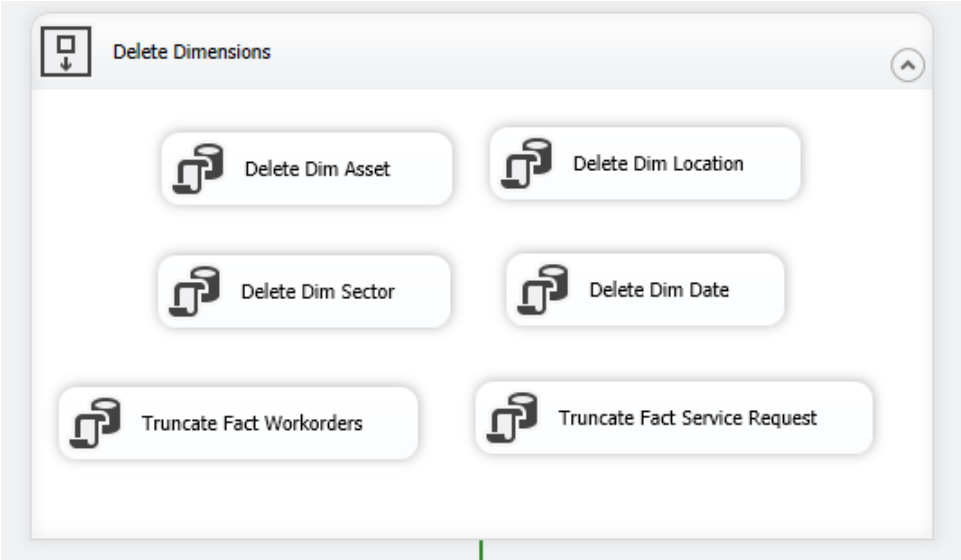 Delete Dimensions
Delete Dim Asset
Delete Dim Location
Delete Dim Sector
Delete Dim Date
Truncate Fact Workorders
Truncate Fact Service Request